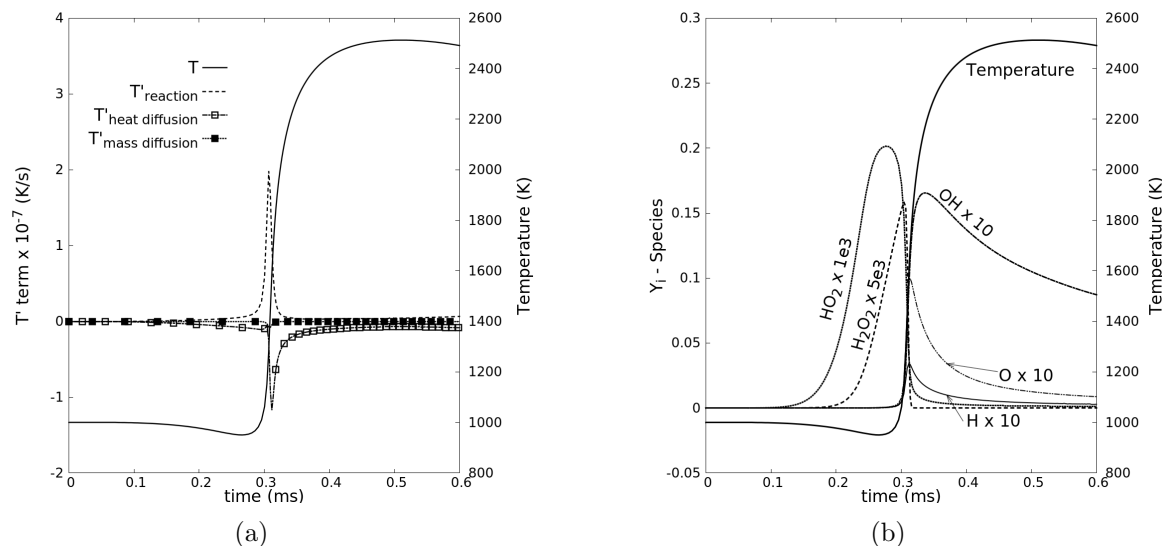 4
3
2
1
0
-1
-2
T' term x 10^-7 (K/s)
2600
2400
2200
2000
1800
1600
1400
1200
1000
800
Temperature (K)
T
T'reaction
T'heat diffusion
T'mass diffusion
0 0.1 0.2 0.3 0.4 0.5 0.6
time (ms)
(a)
0.3
0.25
0.2
0.15
0.1
0.05
0
-0.05
Yi - Species
2600
2400
2200
2000
1800
1600
1400
1200
1000
800
Temperature (K)
Temperature
HO2 x 1e3
H2O2 x 5e3
OH x 10
O x 10
H x 10
0 0.1 0.2 0.3 0.4 0.5 0.6
time (ms)
(b)